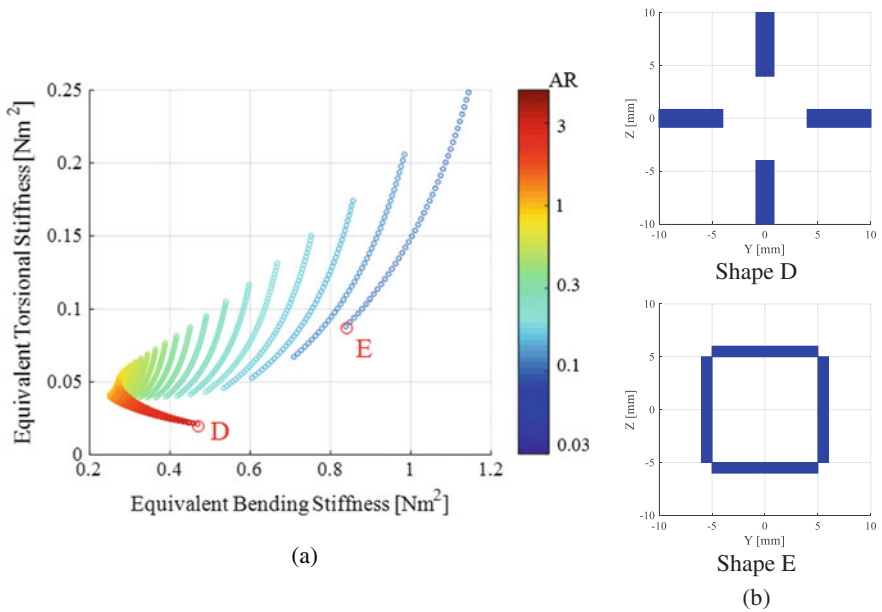 AR
Equivalent Torsional Stiffness [Nm²]
0.25
0.2
0.15
0.1
0.05
0
0.2
0.4
0.6
0.8
1
1.2
Equivalent Bending Stiffness [Nm²]
D
E
3
1
0.3
0.1
0.03
(a)
Z [mm]
10
5
0
-5
-10
-10
-5
0
5
10
Y [mm]
Shape D
Z [mm]
10
5
0
-5
-10
-10
-5
0
5
10
Y [mm]
Shape E
(b)